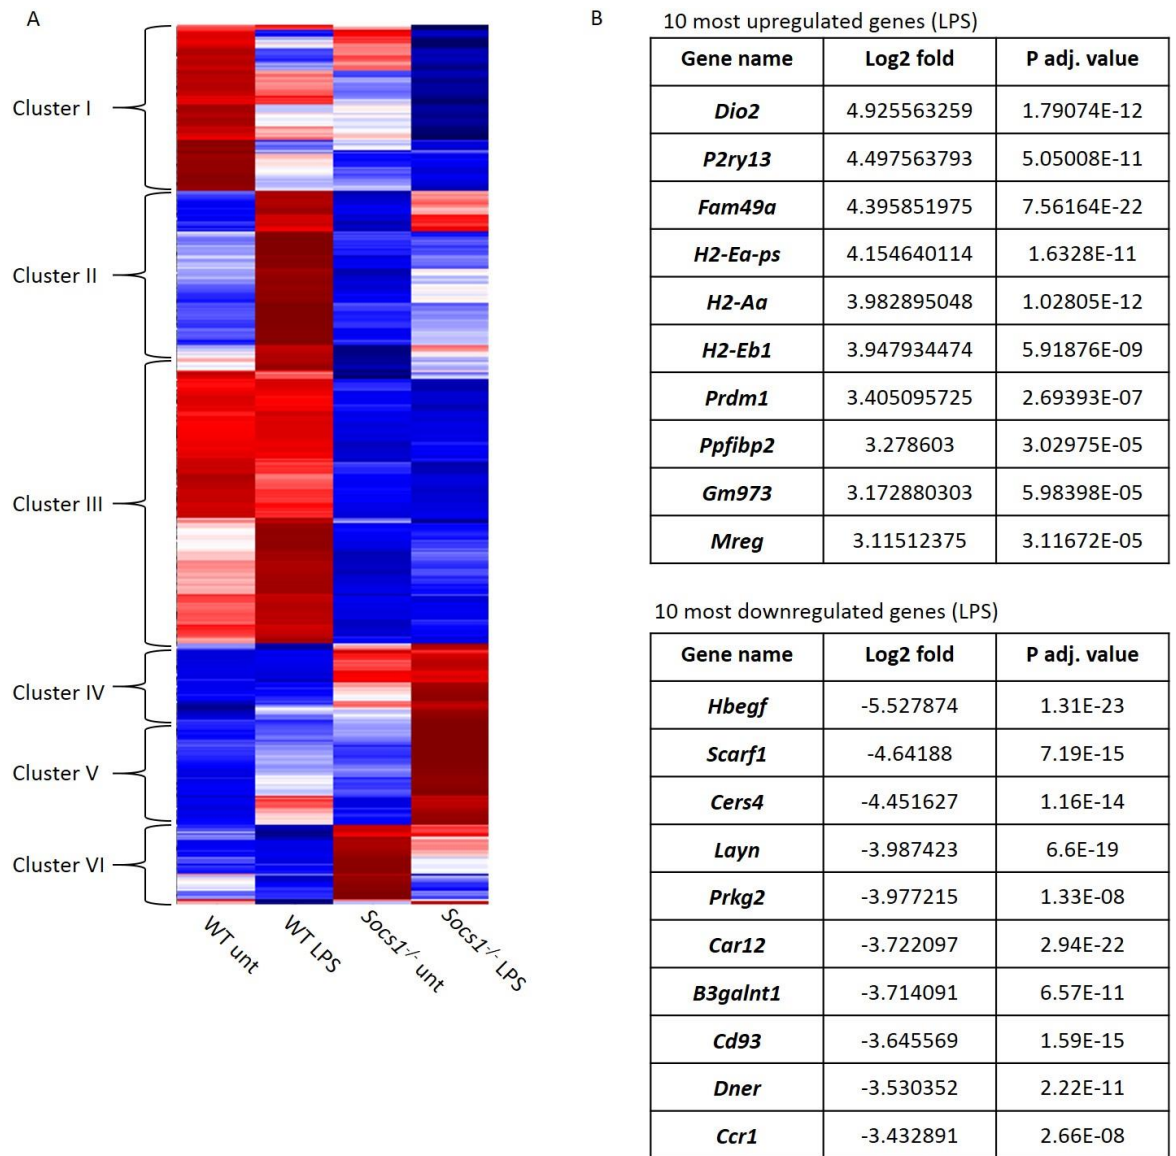 A
Cluster I
Cluster II
Cluster III
Cluster IV
Cluster V
Cluster VI
WT unt
WT LPS
Socs1-/- unt
Socs1-/- LPS
B
10 most upregulated genes (LPS)
Gene name Log2 fold P adj. value
Dio2 4.925563259 1.79074E-12
P2ry13 4.497563793 5.05008E-11
Fam49a 4.395851975 7.56164E-22
H2-Ea-ps 4.154640114 1.6328E-11
H2-Aa 3.982895048 1.02805E-12
H2-Eb1 3.947934474 5.91876E-09
Prdm1 3.405095725 2.69393E-07
Ppfibp2 3.278603 3.02975E-05
Gm973 3.172880303 5.98398E-05
Mreg 3.11512375 3.11672E-05
10 most downregulated genes (LPS)
Gene name Log2 fold P adj. value
Hbegf -5.527874 1.31E-23
Scarf1 -4.64188 7.19E-15
Cers4 -4.451627 1.16E-14
Layn -3.987423 6.6E-19
Prkg2 -3.977215 1.33E-08
Car12 -3.722097 2.94E-22
B3galnt1 -3.714091 6.57E-11
Cd93 -3.645569 1.59E-15
Dner -3.530352 2.22E-11
Ccr1 -3.432891 2.66E-08